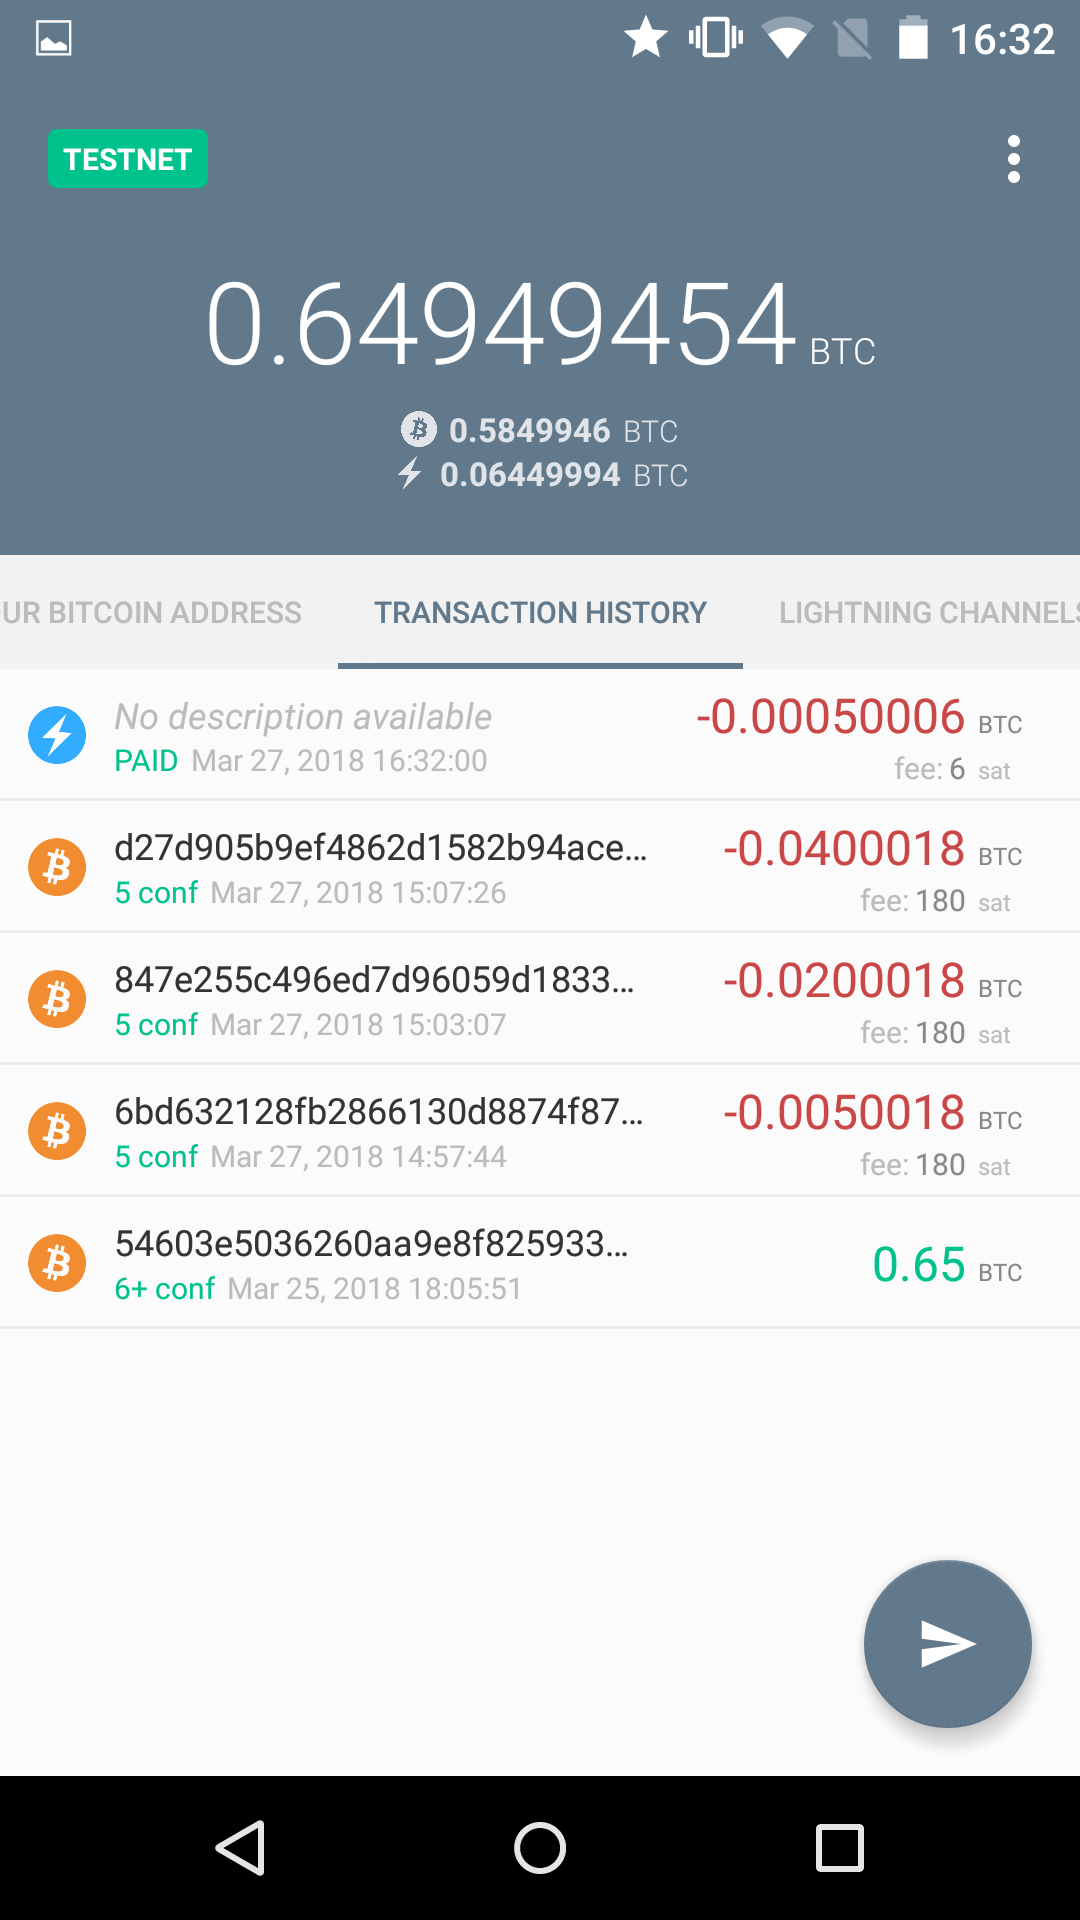 16:32
TESTNET
0.64949454 BTC
0.5849946 BTC
0.06449994 BTC
UR BITCOIN ADDRESS TRANSACTION HISTORY LIGHTNING CHANNELS
No description available -0.00050006 BTC
PAID Mar 27, 2018 16:32:00 fee: 6 sat
d27d905b9ef4862d1582b94ace... -0.0400018 BTC
5 conf Mar 27, 2018 15:07:26 fee: 180 sat
847e255c496ed7d96059d1833... -0.0200018 BTC
5 conf Mar 27, 2018 15:03:07 fee: 180 sat
6bd632128fb2866130d8874f87... -0.0050018 BTC
5 conf Mar 27, 2018 14:57:44 fee: 180 sat
54603e5036260aa9e8f825933... 0.65 BTC
6+ conf Mar 25, 2018 18:05:51